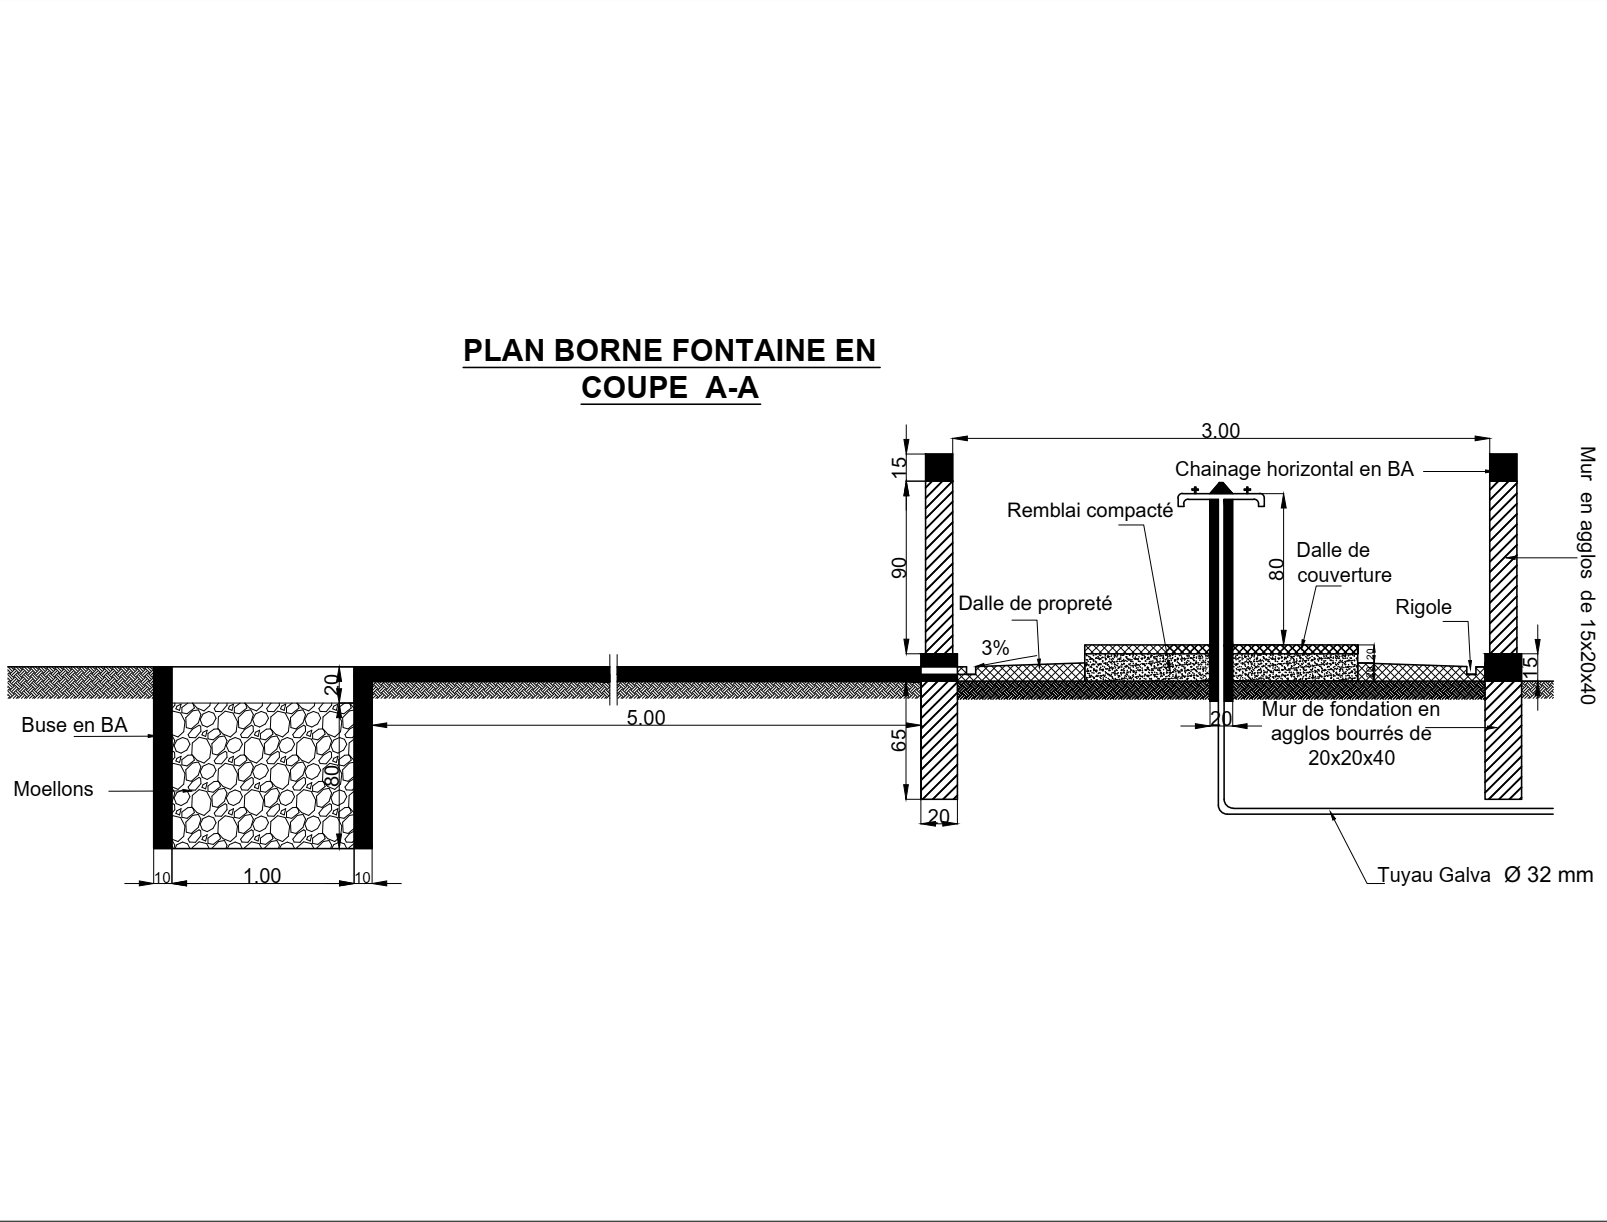 PLAN BORNE FONTAINE EN
COUPE A-A
3.00
15
Chainage horizontal en BA
Mur en agglos de 15x20x40
Remblai compacté
90
80
Dalle de
couverture
Dalle de propreté
Rigole
3%
20
15
20
5.00
20
Mur de fondation en
agglos bourrés de
20x20x40
65
Buse en BA
80
Moellons
20
10
1.00
10
Tuyau Galva Ø 32 mm